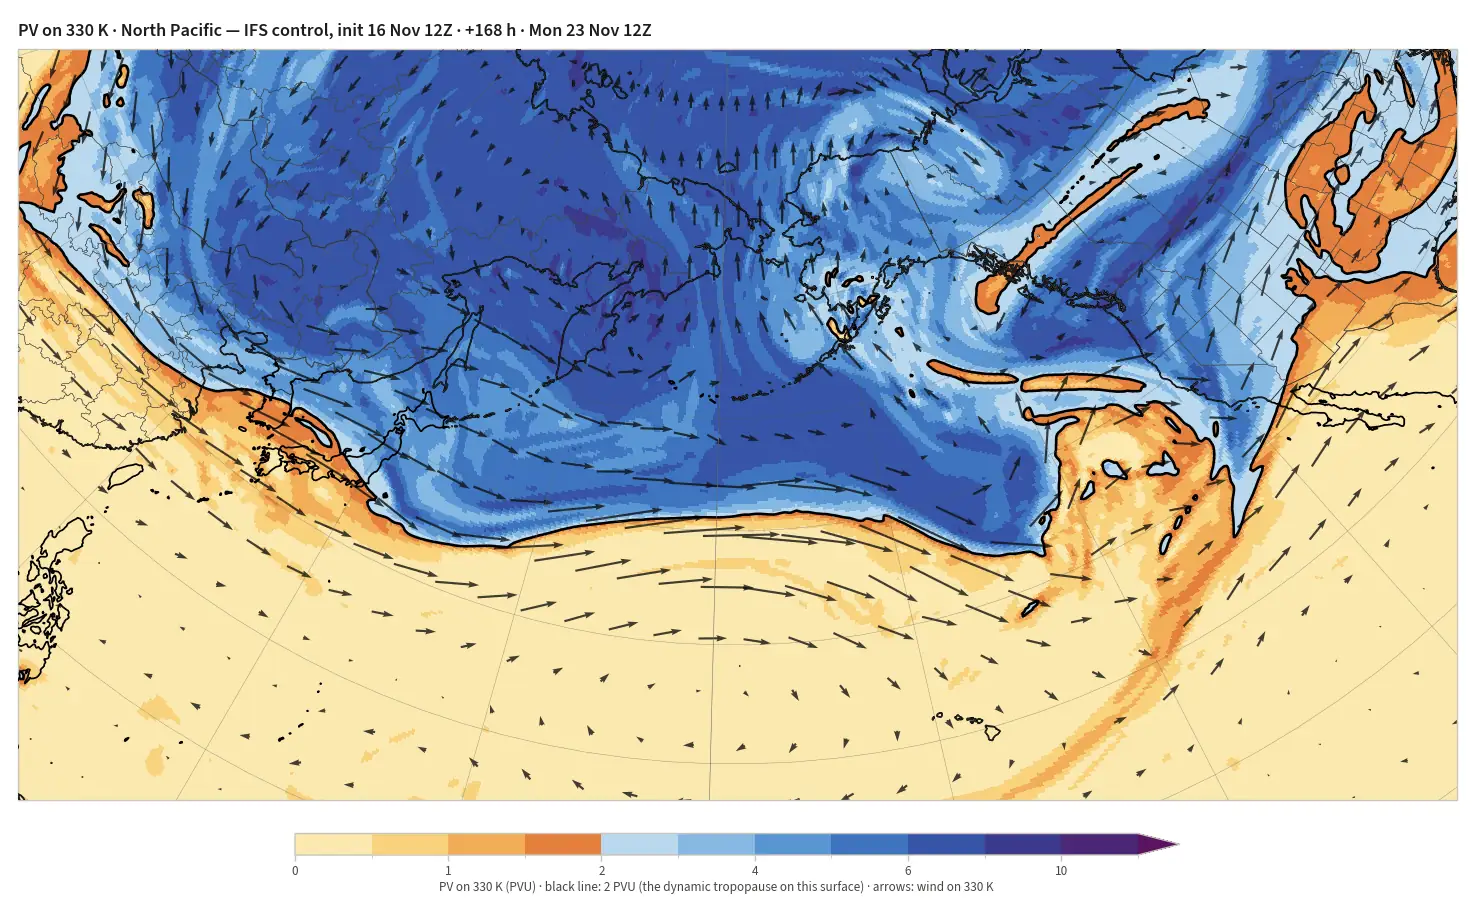 PV on 330 K · North Pacific — IFS control, init 16 Nov 12Z · +168 h · Mon 23 Nov 12Z
0 1 2 4 6 10
PV on 330 K (PVU) · black line: 2 PVU (the dynamic tropopause on this surface) · arrows: wind on 330 K